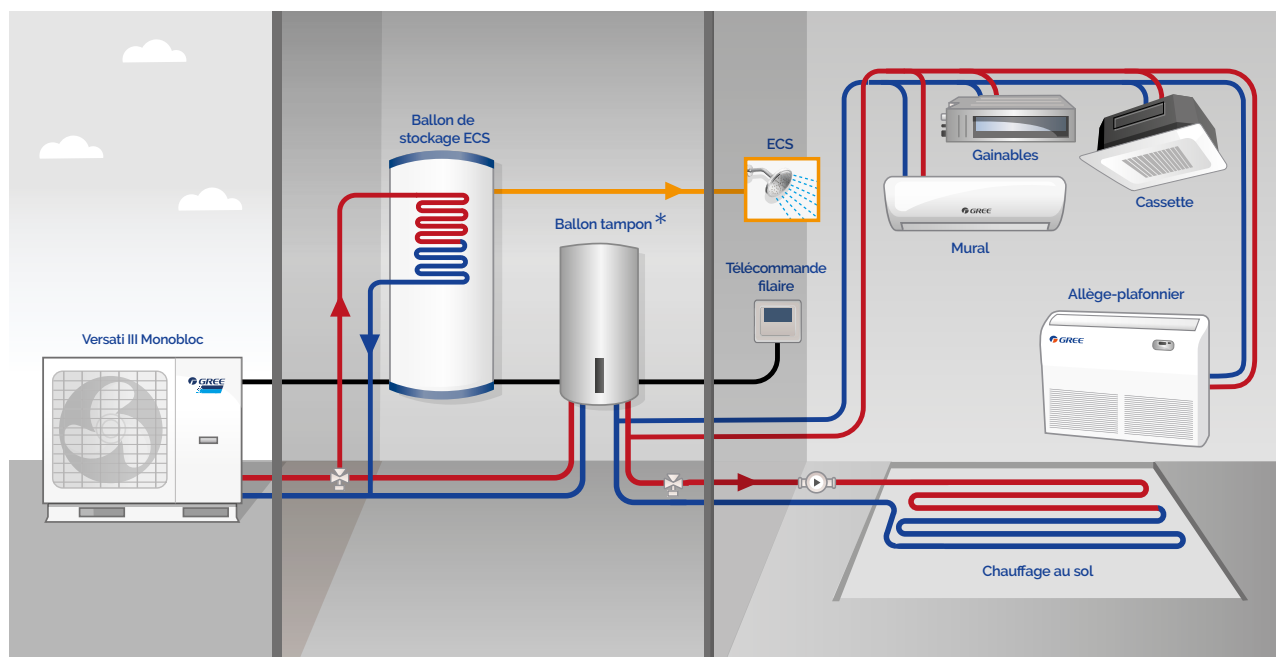 Ballon de
stockage ECS
ECS
Gainables
Cassette
GREE
Mural
Ballon tampon *
Télécommande
filaire
Allège-plafonnier
GREE
Versati III Monobloc
GREE
Chauffage au sol